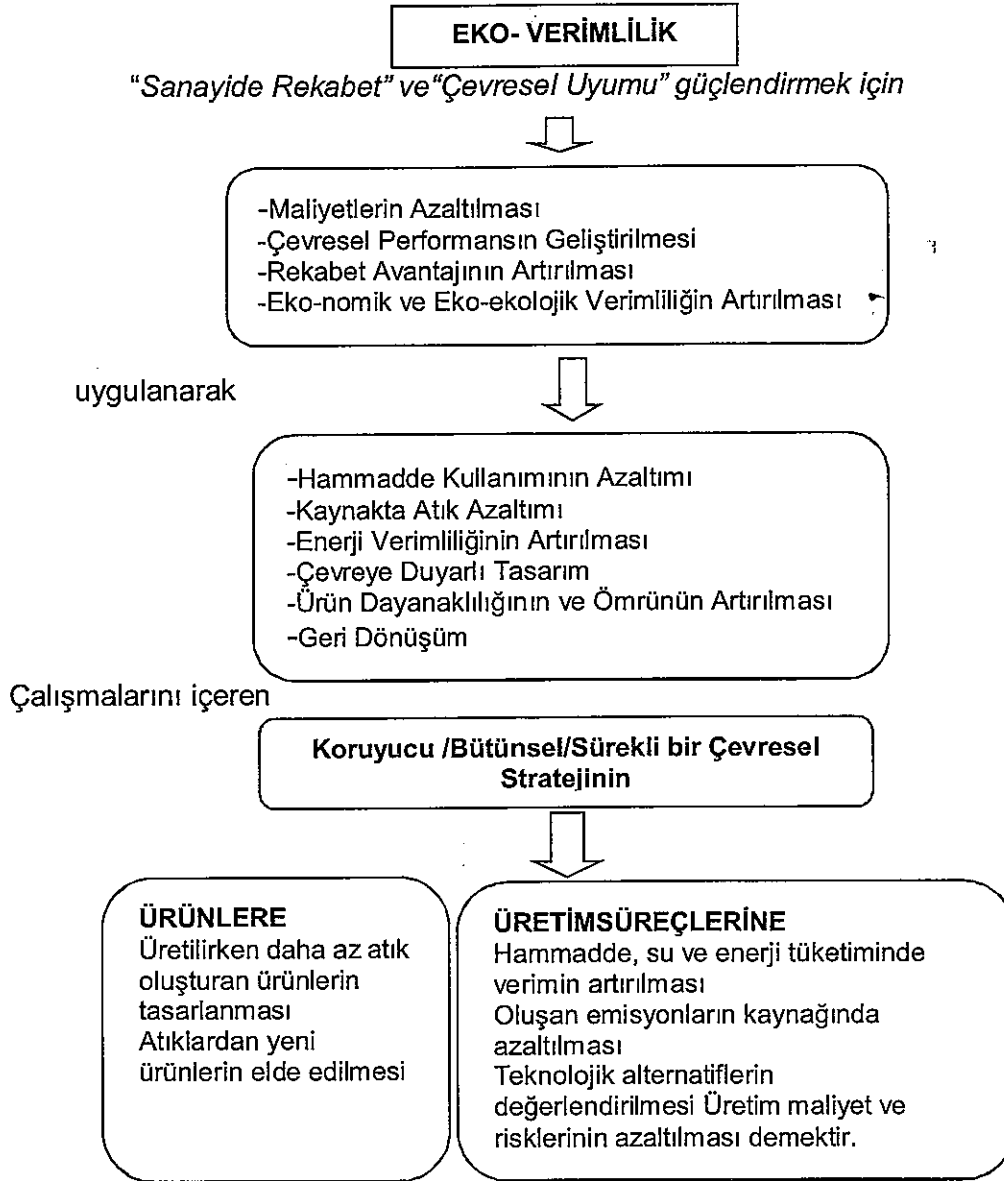 EKO- VERİMLİLİK
“Sanayide Rekabet” ve“Çevresel Uyumu” güçlendirmek için
-Maliyetlerin Azaltılması
-Çevresel Performansın Geliştirilmesi
-Rekabet Avantajının Artırılması
-Eko-nomik ve Eko-ekolojik Verimliliğin Artırılması
uygulanarak
-Hammadde Kullanımının Azaltımı
-Kaynakta Atık Azaltımı
-Enerji Verimliliğinin Artırılması
-Çevreye Duyarlı Tasarım
-Ürün Dayanaklılığının ve Ömrünün Artırılması
-Geri Dönüşüm
Çalışmalarını içeren
Koruyucu /Bütünsel/Sürekli bir Çevresel
Stratejinin
ÜRÜNLERE
Üretilirken daha az atık
oluşturan ürünlerin
tasarlanması
Atıklardan yeni
ürünlerin elde edilmesi
ÜRETİMSÜREÇLERİNE
Hammadde, su ve enerji tüketiminde
verimin artırılması
Oluşan emisyonların kaynağında
azaltılması
Teknolojik alternatiflerin
değerlendirilmesi Üretim maliyet ve
risklerinin azaltılması demektir.